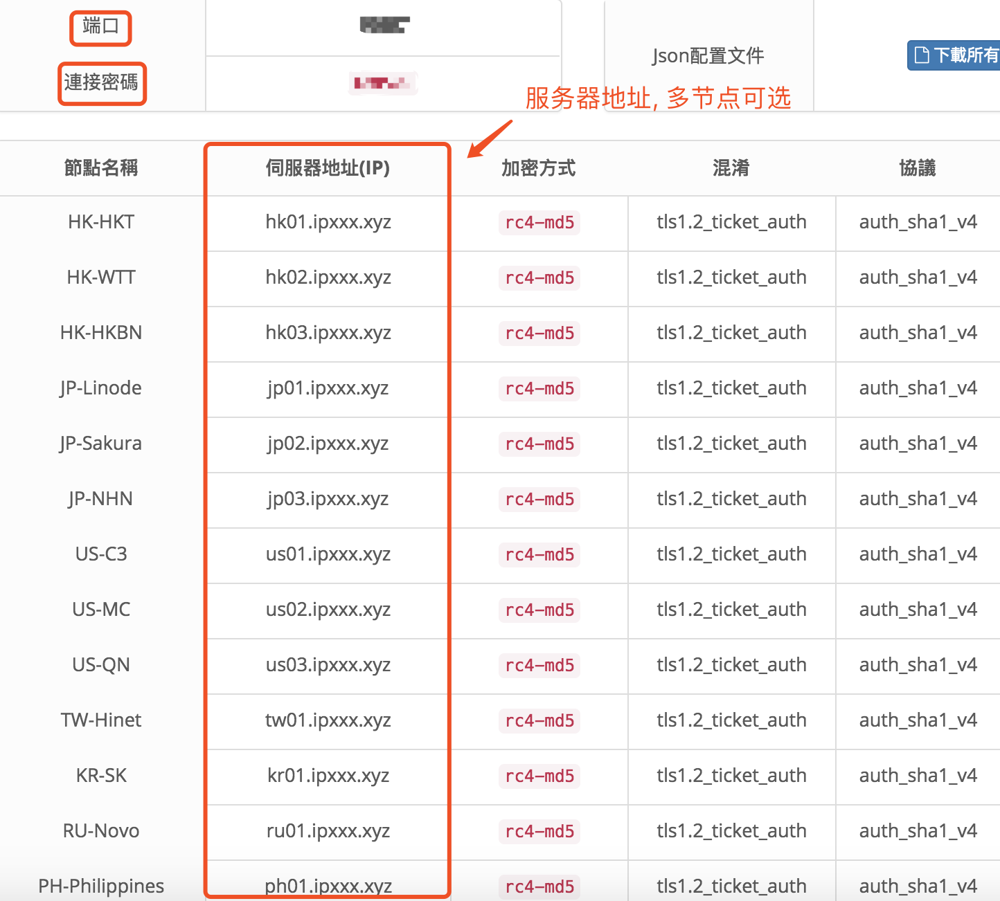 端口
連接密碼
Json配置文件
下載所有
服务器地址, 多节点可选
節點名稱 伺服器地址(IP) 加密方式 混淆 協議
HK-HKT hk01.ipxxx.xyz rc4-md5 tls1.2_ticket_auth auth_sha1_v4
HK-WTT hk02.ipxxx.xyz rc4-md5 tls1.2_ticket_auth auth_sha1_v4
HK-HKBN hk03.ipxxx.xyz rc4-md5 tls1.2_ticket_auth auth_sha1_v4
JP-Linode jp01.ipxxx.xyz rc4-md5 tls1.2_ticket_auth auth_sha1_v4
JP-Sakura jp02.ipxxx.xyz rc4-md5 tls1.2_ticket_auth auth_sha1_v4
JP-NHN jp03.ipxxx.xyz rc4-md5 tls1.2_ticket_auth auth_sha1_v4
US-C3 us01.ipxxx.xyz rc4-md5 tls1.2_ticket_auth auth_sha1_v4
US-MC us02.ipxxx.xyz rc4-md5 tls1.2_ticket_auth auth_sha1_v4
US-QN us03.ipxxx.xyz rc4-md5 tls1.2_ticket_auth auth_sha1_v4
TW-Hinet tw01.ipxxx.xyz rc4-md5 tls1.2_ticket_auth auth_sha1_v4
KR-SK kr01.ipxxx.xyz rc4-md5 tls1.2_ticket_auth auth_sha1_v4
RU-Novo ru01.ipxxx.xyz rc4-md5 tls1.2_ticket_auth auth_sha1_v4
PH-Philippines ph01.ipxxx.xyz rc4-md5 tls1.2_ticket_auth auth_sha1_v4